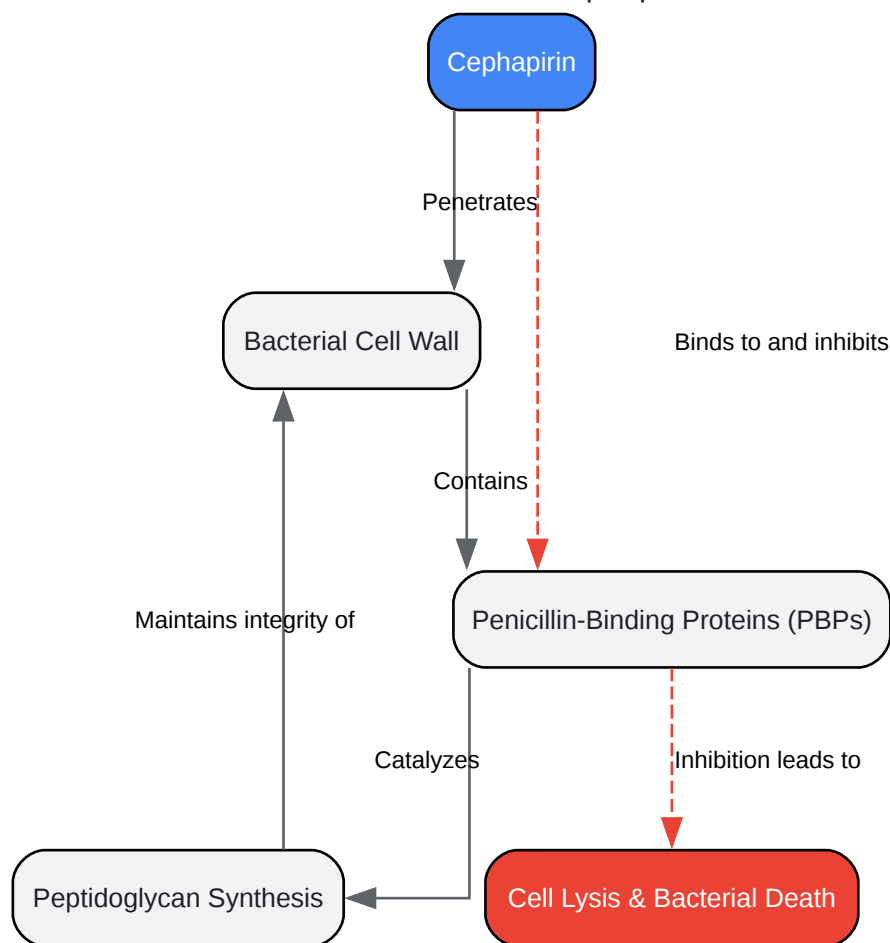 Cephapirin
Penetrates
Bacterial Cell Wall
Binds to and inhibits
Contains
Penicillin-Binding Proteins (PBPs)
Maintains integrity of
Catalyzes
Inhibition leads to
Peptidoglycan Synthesis
Cell Lysis & Bacterial Death